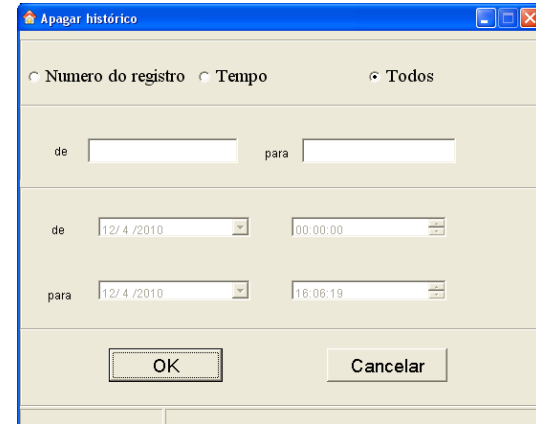 Apagar histórico
Numero do registro Tempo Todos
de para
de 12/ 4 /2010 00:00:00
para 12/ 4 /2010 16:06:19
OK Cancelar